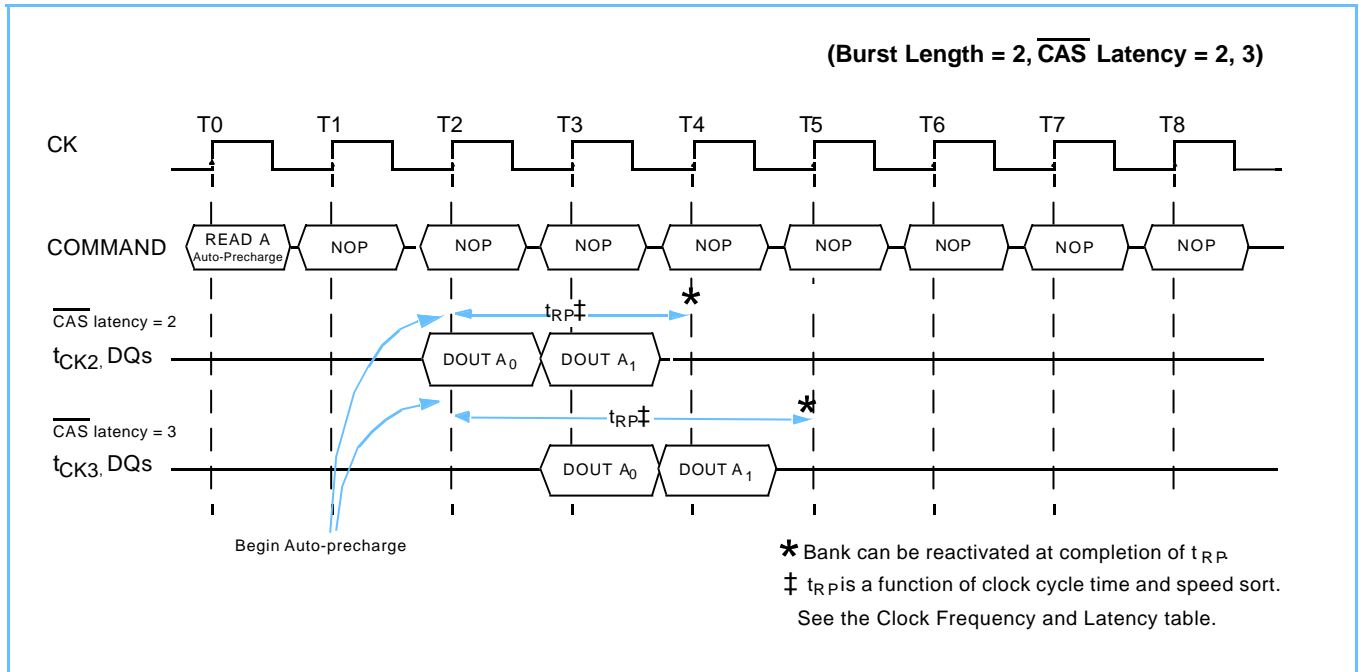 (Burst Length = 2, CAS Latency = 2, 3)
T0 T1 T2 T3 T4 T5 T6 T7 T8
CK
COMMAND
READ A
Auto-Precharge
NOP NOP NOP NOP NOP NOP NOP NOP
*
tRP‡
CAS latency = 2
tCK2, DQs
DOUT A0 DOUT A1
*
tRP‡
CAS latency = 3
tCK3, DQs
DOUT A0 DOUT A1
Begin Auto-precharge
* Bank can be reactivated at completion of tRP.
‡ tRP is a function of clock cycle time and speed sort.
See the Clock Frequency and Latency table.